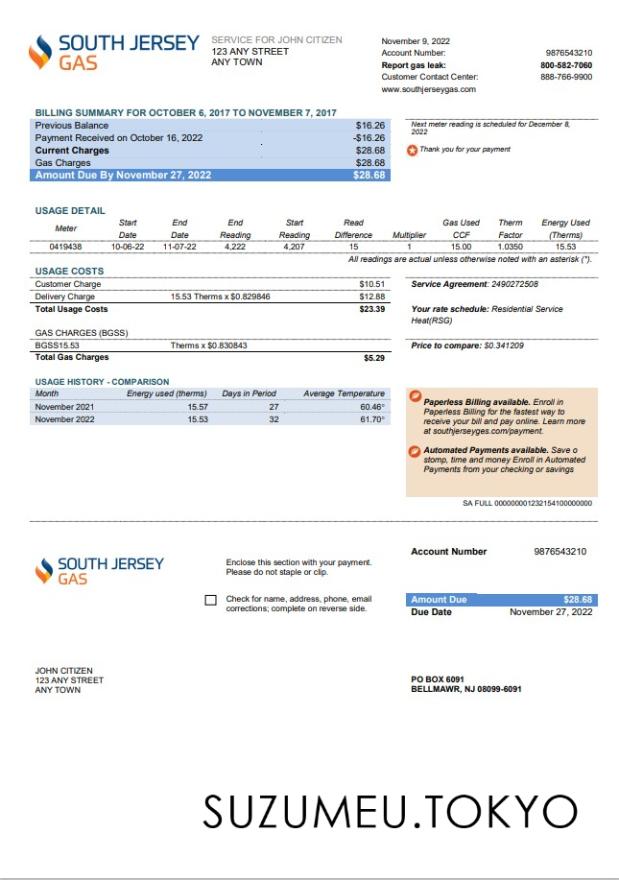 SOUTH JERSEY
GAS
SERVICE FOR JOHN CITIZEN
123 ANY STREET
ANY TOWN
November 9, 2022
Account Number: 9876543210
Report gas leak: 800-582-7060
Customer Contact Center: 888-766-9900
www.southjerseygas.com
BILLING SUMMARY FOR OCTOBER 6, 2017 TO NOVEMBER 7, 2017
Previous Balance $16.26
Payment Received on October 16, 2022 -$16.26
Current Charges $28.68
Gas Charges $28.68
Amount Due By November 27, 2022 $28.68
Next meter reading is scheduled for December 8,
2022
Thank you for your payment
USAGE DETAIL
Meter Start Date End Date End Reading Start Reading Read Difference Multiplier Gas Used CCF Therm Factor Energy Used (Therms)
0419438 10-06-22 11-07-22 4,222 4,207 15 1 15.00 1.0350 15.53
All readings are actual unless otherwise noted with an asterisk (*).
USAGE COSTS
Customer Charge $10.51
Delivery Charge 15.53 Therms x $0.829846 $12.88
Total Usage Costs $23.39
GAS CHARGES (BGSS)
BGSS15.53 Therms x $0.830843
Total Gas Charges $5.29
Service Agreement: 2490272508
Your rate schedule: Residential Service
Heat(RSG)
Price to compare: $0.341209
USAGE HISTORY - COMPARISON
Month Energy used (therms) Days in Period Average Temperature
November 2021 15.57 27 60.46°
November 2022 15.53 32 61.70°
Paperless Billing available. Enroll in
Paperless Billing for the fastest way to
receive your bill and pay online. Learn more
at southjerseyges.com/payment.
Automated Payments available. Save o
stomp, time and money Enroll in Automated
Payments from your checking or savings
SA FULL 0000000001232154100000000
SOUTH JERSEY
GAS
Enclose this section with your payment.
Please do not staple or clip.
Check for name, address, phone, email
corrections; complete on reverse side.
Account Number 9876543210
Amount Due $28.68
Due Date November 27, 2022
JOHN CITIZEN
123 ANY STREET
ANY TOWN
PO BOX 6091
BELLMAWR, NJ 08099-6091
SUZUMEU.TOKYO